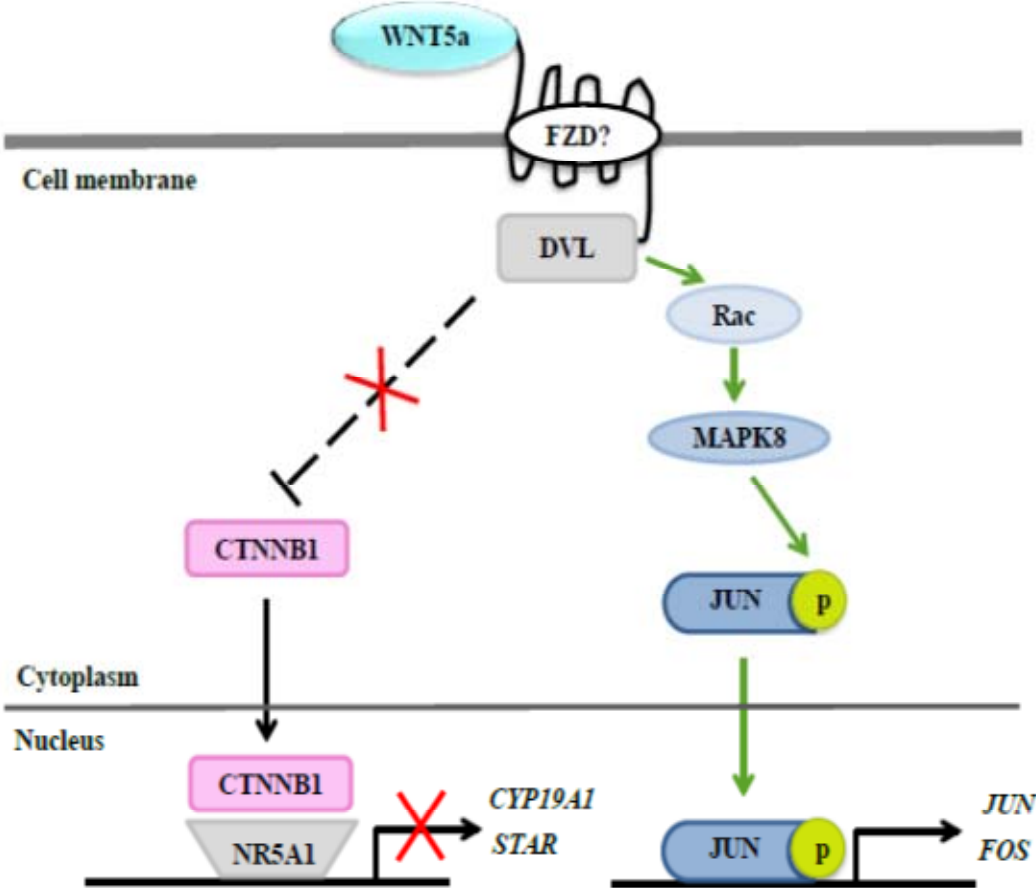 WNT5a
FZD?
Cell membrane
DVL
Rac
MAPK8
CTNNB1
JUN
p
Cytoplasm
Nucleus
CTNNB1
CYP19A1
JUN
STAR
NR5A1
JUN
p
FOS